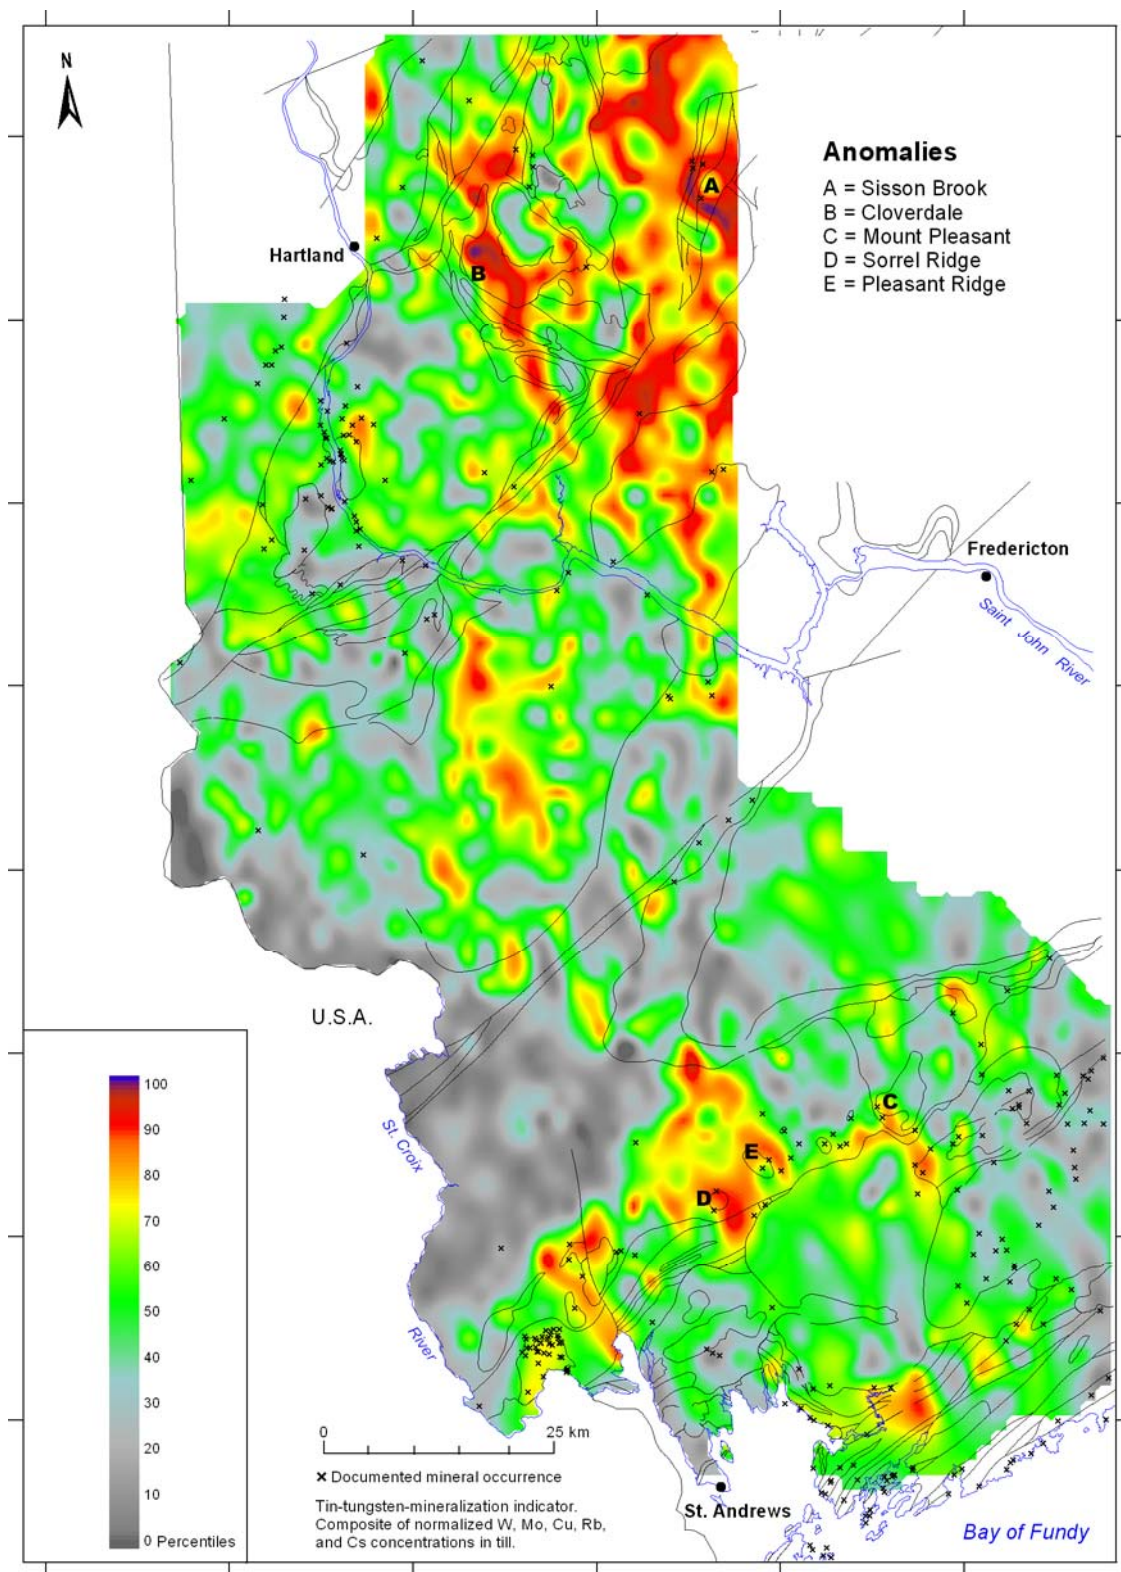 N
Anomalies
A = Sisson Brook
B = Cloverdale
C = Mount Pleasant
D = Sorrel Ridge
E = Pleasant Ridge
A
Hartland
B
Fredericton
Saint John River
U.S.A.
100
90
80
70
60
50
40
30
20
10
0 Percentiles
St. Croix
River
C
E
D
0 25 km
x Documented mineral occurrence
Tin-tungsten-mineralization indicator.
Composite of normalized W, Mo, Cu, Rb,
and Cs concentrations in till.
St. Andrews
Bay of Fundy